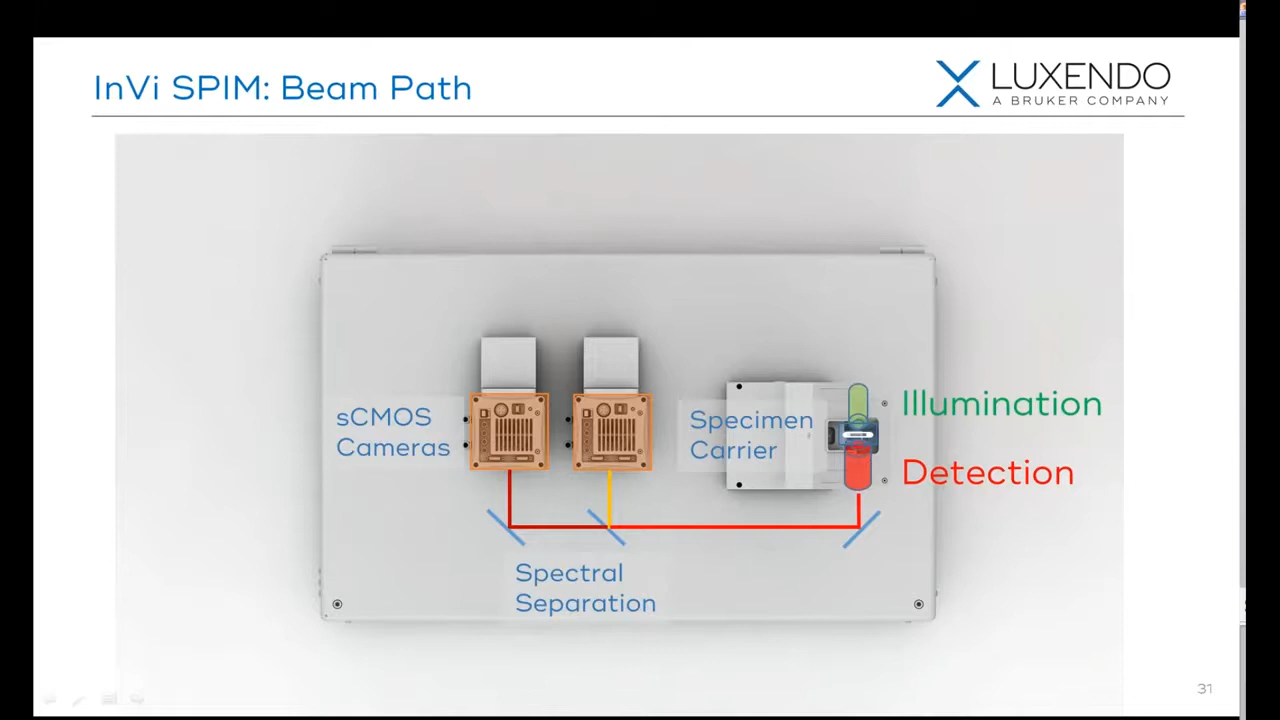 InVi SPIM: Beam Path
LUXENDO
A BRUKER COMPANY
sCMOS
Cameras
Specimen
Carrier
Illumination
Detection
Spectral
Separation
31